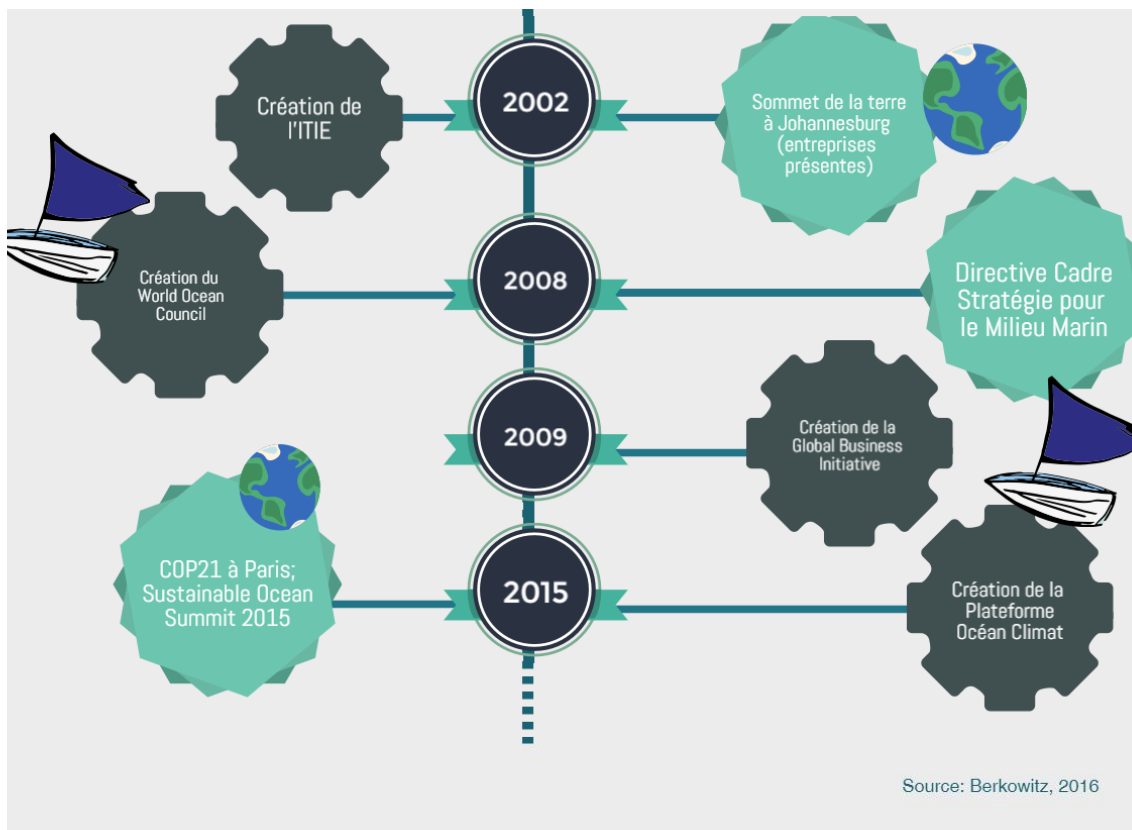 Création de
l'ITIE
2002
Sommet de la terre
à Johannesburg
(entreprises
présentes)
Création du
World Ocean
Council
2008
Directive Cadre
Stratégie pour
le Milieu Marin
2009
Création de la
Global Business
Initiative
COP21 à Paris;
Sustainable Ocean
Summit 2015
2015
Création de la
Plateforme
Océan Climat
Source: Berkowitz, 2016